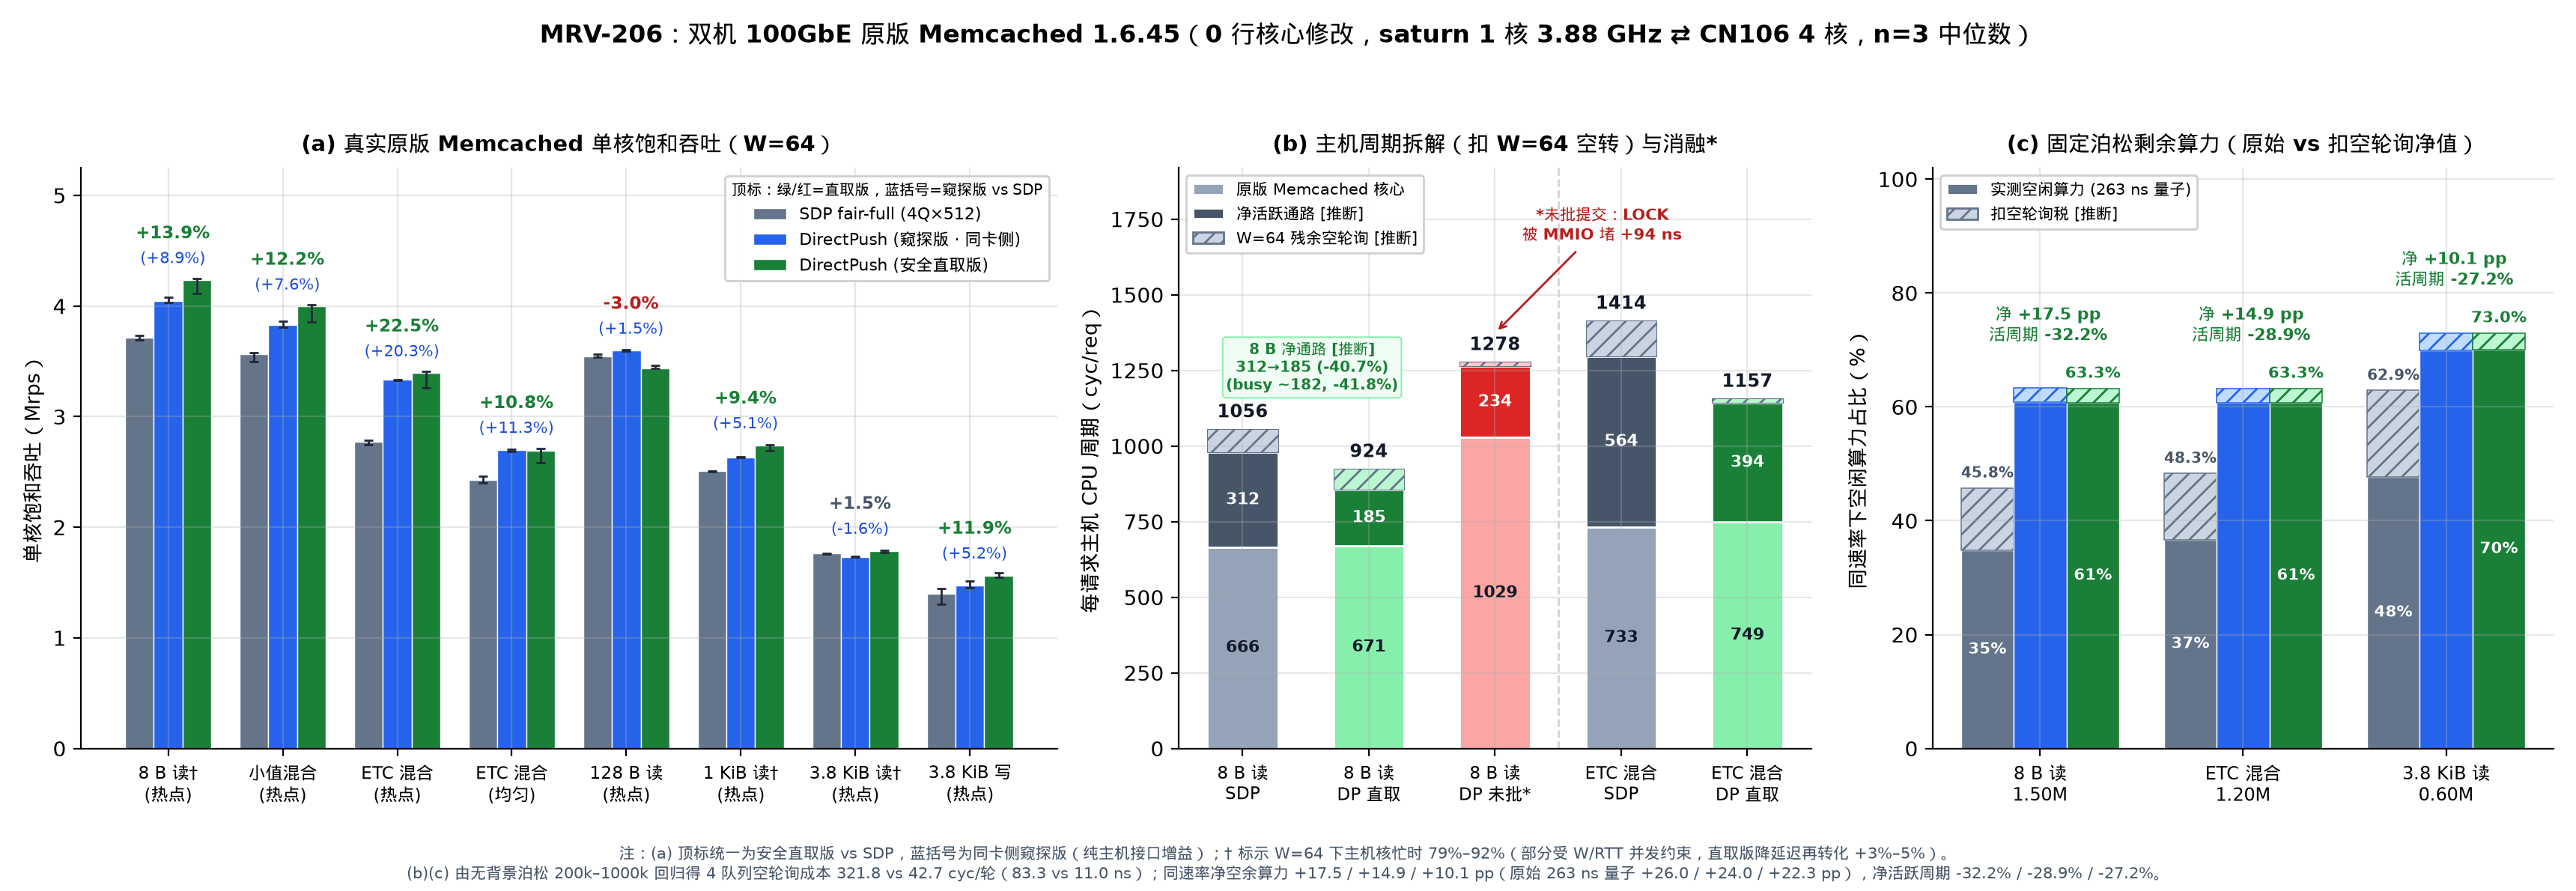 MRV-206：双机 100GbE 原版 Memcached 1.6.45（0 行核心修改，saturn 1 核 3.88 GHz ⇄ CN106 4 核，n=3 中位数）
(a) 真实原版 Memcached 单核饱和吞吐（W=64）
单核饱和吞吐（Mrps）
5
4
3
2
1
0
顶标：绿/红=直取版，蓝括号=窥探版 vs SDP
SDP fair-full (4Q×512)
DirectPush (窥探版 · 同卡侧)
DirectPush (安全直取版)
+13.9%
(+8.9%)
+12.2%
(+7.6%)
+22.5%
(+20.3%)
+10.8%
(+11.3%)
-3.0%
(+1.5%)
+9.4%
(+5.1%)
+1.5%
(-1.6%)
+11.9%
(+5.2%)
8 B 读†
(热点)
小值混合
(热点)
ETC 混合
(热点)
ETC 混合
(均匀)
128 B 读
(热点)
1 KiB 读†
(热点)
3.8 KiB 读†
(热点)
3.8 KiB 写
(热点)
(b) 主机周期拆解（扣 W=64 空转）与消融*
每请求主机 CPU 周期（cyc/req）
1750
1500
1250
1000
750
500
250
0
原版 Memcached 核心
净活跃通路 [推断]
W=64 残余空轮询 [推断]
*未批提交：LOCK
被 MMIO 堵 +94 ns
8 B 净通路 [推断]
312→185 (-40.7%)
(busy ~182, -41.8%)
1056
312
666
924
185
671
1278
234
1029
1414
564
733
1157
394
749
8 B 读
SDP
8 B 读
DP 直取
8 B 读
DP 未批*
ETC 混合
SDP
ETC 混合
DP 直取
(c) 固定泊松剩余算力（原始 vs 扣空轮询净值）
同速率下空闲算力占比（%）
100
80
60
40
20
0
实测空闲算力 (263 ns 量子)
扣空轮询税 [推断]
净 +17.5 pp
活周期 -32.2%
45.8%
63.3%
35%
61%
净 +14.9 pp
活周期 -28.9%
48.3%
63.3%
37%
61%
净 +10.1 pp
活周期 -27.2%
62.9%
73.0%
48%
70%
8 B 读
1.50M
ETC 混合
1.20M
3.8 KiB 读
0.60M
注：(a) 顶标统一为安全直取版 vs SDP，蓝括号为同卡侧窥探版（纯主机接口增益）；† 标示 W=64 下主机核忙时 79%–92%（部分受 W/RTT 并发约束，直取版降延迟再转化 +3%–5%）。
(b)(c) 由无背景泊松 200k–1000k 回归得 4 队列空轮询成本 321.8 vs 42.7 cyc/轮（83.3 vs 11.0 ns）；同速率净空余算力 +17.5 / +14.9 / +10.1 pp（原始 263 ns 量子 +26.0 / +24.0 / +22.3 pp），净活跃周期 -32.2% / -28.9% / -27.2%。